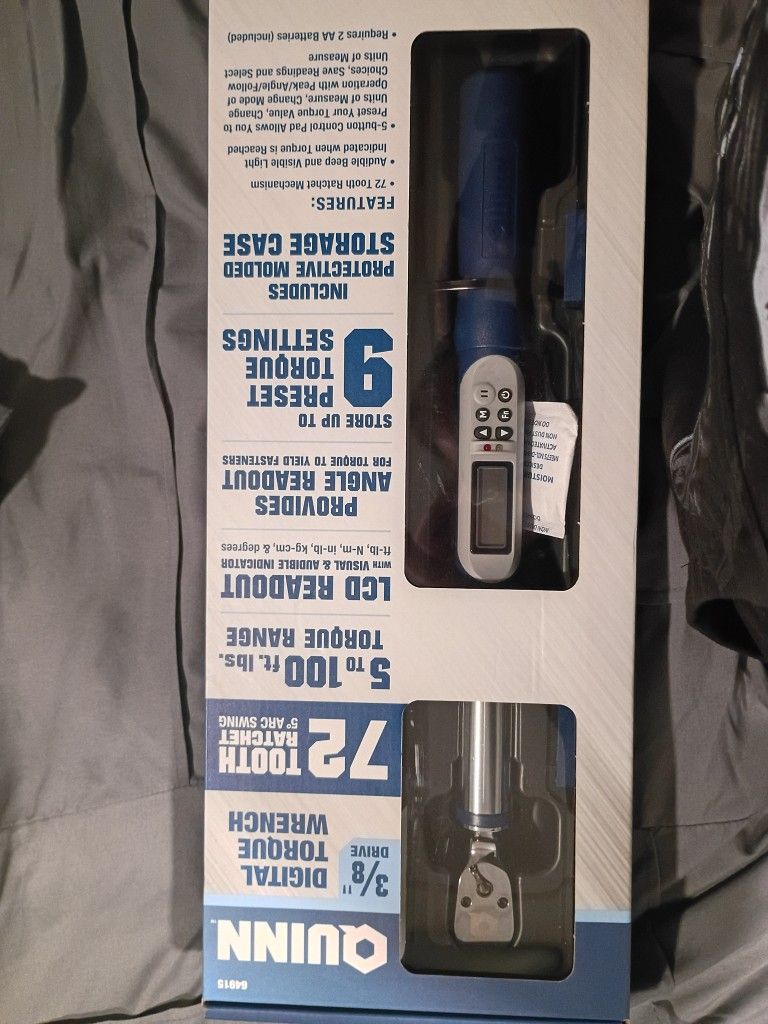 64915
QUINN™
3/8" DRIVE
DIGITAL
TORQUE
WRENCH
72 TOOTH
RATCHET
5° ARC SWING
5 TO 100 ft. lbs.
TORQUE RANGE
LCD READOUT
WITH VISUAL & AUDIBLE INDICATOR
ft-lb, N-m, in-lb, kg-cm, & degrees
PROVIDES
ANGLE READOUT
FOR TORQUE TO YIELD FASTENERS
STORE UP TO
9 PRESET
TORQUE
SETTINGS
INCLUDES
PROTECTIVE MOLDED
STORAGE CASE
FEATURES:
• 72 Tooth Ratchet Mechanism
• Audible Beep and Visible Light
Indicated when Torque is Reached
• 5-button Control Pad Allows You to
Preset Your Torque, Value, Change
Units of Measure, Change of Mode of
Operation with Peak/Angle/Follow
Choices, Save Readings and Select
Units of Measure
• Requires 2 AA Batteries (included)
M